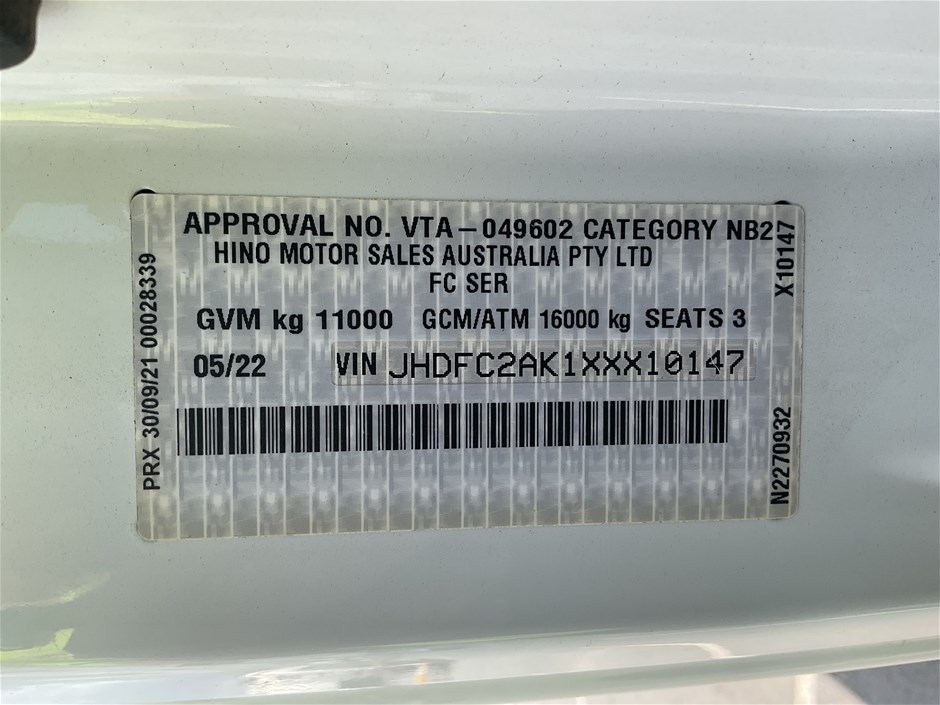 APPROVAL NO. VTA-049602 CATEGORY NB2
HINO MOTOR SALES AUSTRALIA PTY LTD
FC SER
GVM kg 11000 GCM/ATM 16000 kg SEATS 3
05/22 VIN JHDFC2AK1XXX10147
PRX 30/09/21 00028339
X10147
N2270932